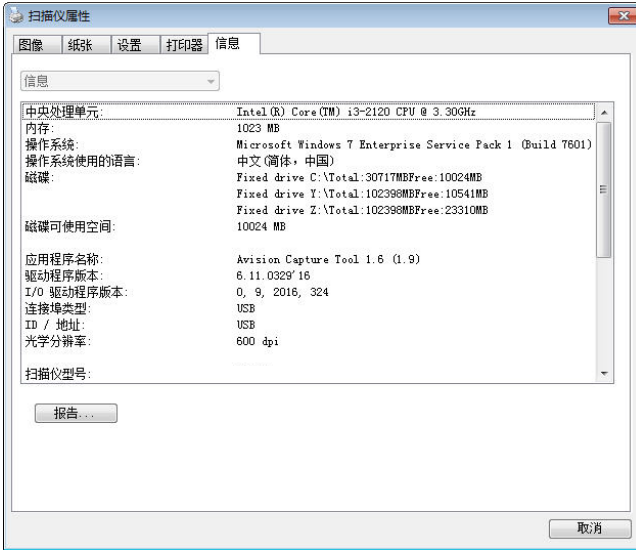 扫描仪属性
图像 纸张 设置 打印器 信息
信息
中央处理单元: Intel(R) Core(TM) i3-2120 CPU @ 3.30GHz
内存: 1023 MB
操作系统: Microsoft Windows 7 Enterprise Service Pack 1 (Build 7601)
操作系统使用的语言: 中文(简体，中国)
磁碟: Fixed drive C:\Total:30717MBFree:10024MB
Fixed drive Y:\Total:102398MBFree:10541MB
Fixed drive Z:\Total:102398MBFree:23310MB
磁碟可使用空间: 10024 MB
应用程序名称: Avision Capture Tool 1.6 (1.9)
驱动程序版本: 6.11.0329'16
I/O 驱动程序版本: 0, 9, 2016, 324
连接埠类型: USB
ID / 地址: USB
光学分辨率: 600 dpi
扫描仪型号:
报告...
取消